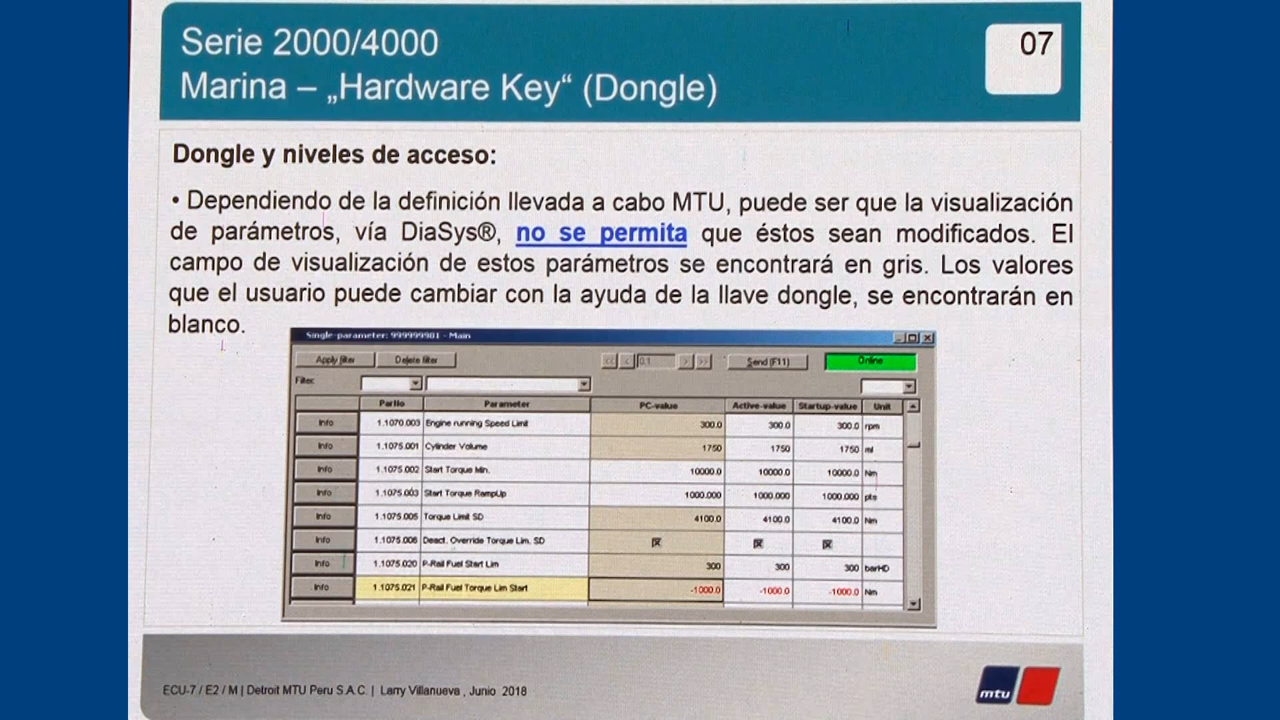 Serie 2000/4000
07
Marina – „Hardware Key“ (Dongle)
Dongle y niveles de acceso:
• Dependiendo de la definición llevada a cabo MTU, puede ser que la visualización
de parámetros, vía DiaSys®, no se permita que éstos sean modificados. El
campo de visualización de estos parámetros se encontrará en gris. Los valores
que el usuario puede cambiar con la ayuda de la llave dongle, se encontrarán en
blanco.
Single-parameter: 999999901 - Main
Apply filter Delete filter << < 0.1 > >> Send (F11) Online
Filter:
ParNo Parameter PC-value Active-value Startup-value Unit
Info 1.1070.003 Engine running Speed Limit 300.0 300.0 300.0 rpm
Info 1.1075.001 Cylinder Volume 1750 1750 1750 ml
Info 1.1075.002 Start Torque Min. 10000.0 10000.0 10000.0 Nm
Info 1.1075.003 Start Torque RampUp 1000.000 1000.000 1000.000 pts
Info 1.1075.005 Torque Limit SD 4100.0 4100.0 4100.0 Nm
Info 1.1075.006 Deact. Override Torque Lim. SD
Info 1.1075.020 P-Rail Fuel Start Lim 300 300 300 barHD
Info 1.1075.021 P-Rail Fuel Torque Lim Start -1000.0 -1000.0 -1000.0 Nm
ECU-7 / E2 / M | Detroit MTU Peru S.A.C. | Larry Villanueva , Junio 2018
mtu